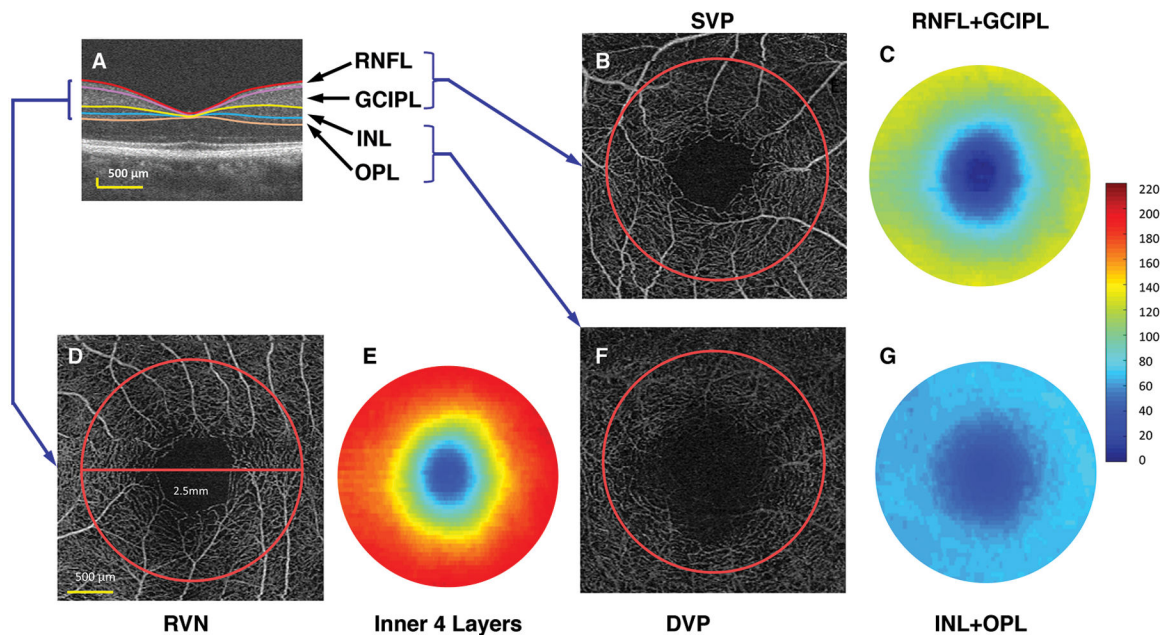 SVP
RNFL+GCIPL
A
RNFL
GCIPL
INL
OPL
500 µm
B
C
220
200
180
160
140
120
100
80
60
40
20
0
D
2.5mm
500 µm
E
F
G
RVN
Inner 4 Layers
DVP
INL+OPL